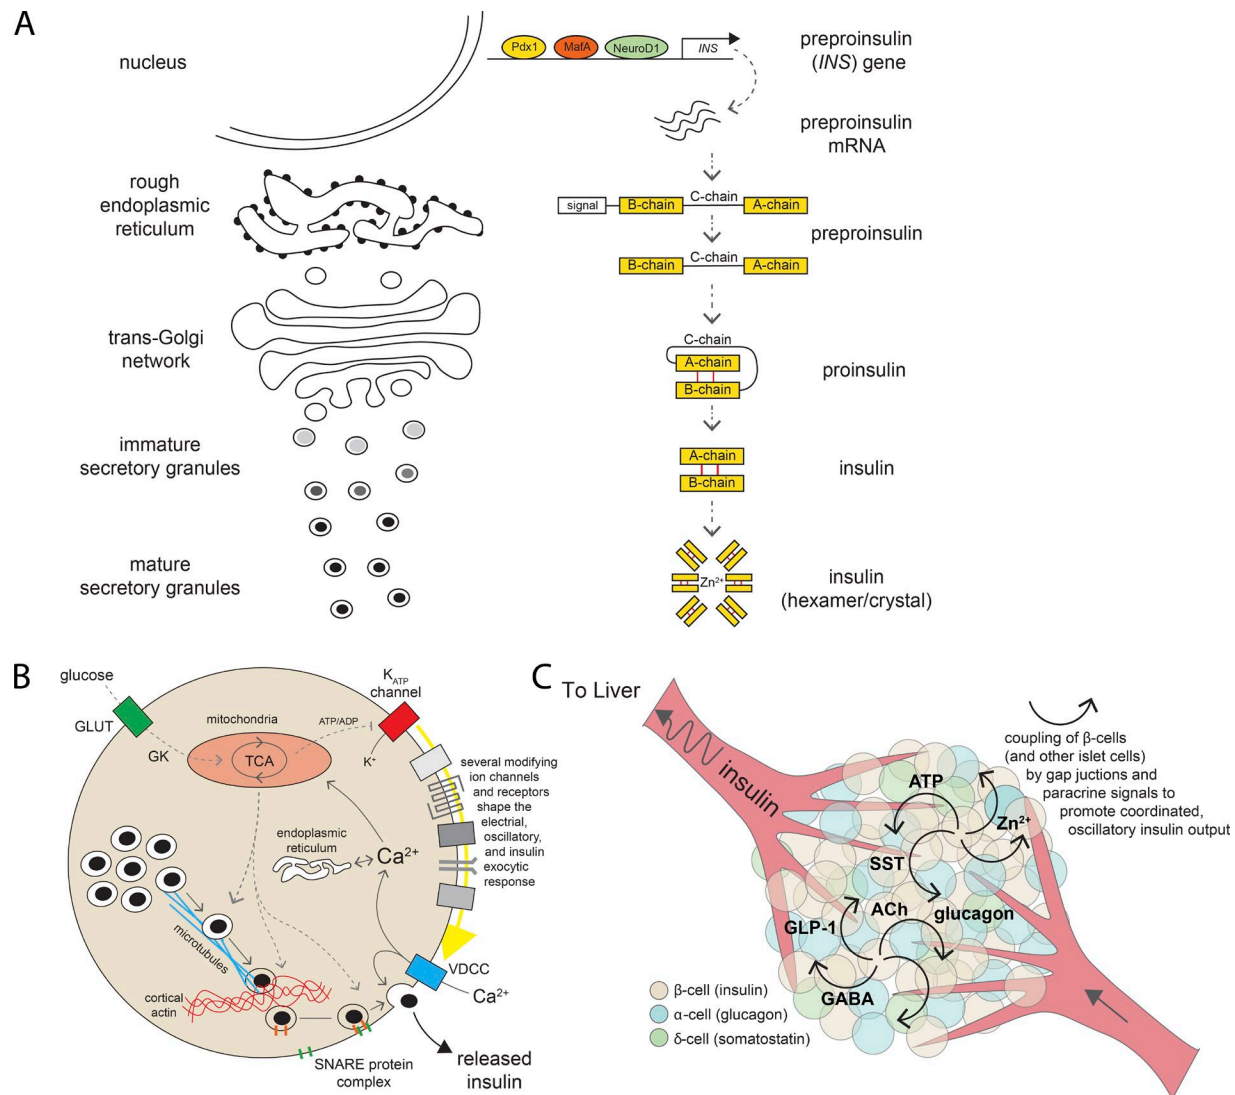 A
nucleus
Pdx1
MafA
NeuroD1
INS
preproinsulin
(INS) gene
preproinsulin
mRNA
rough
endoplasmic
reticulum
signal
B-chain
C-chain
A-chain
preproinsulin
B-chain
C-chain
A-chain
trans-Golgi
network
C-chain
A-chain
B-chain
proinsulin
immature
secretory granules
A-chain
B-chain
insulin
mature
secretory granules
Zn²⁺
insulin
(hexamer/crystal)
B
glucose
GLUT
GK
mitochondria
TCA
ATP/ADP
K_ATP
channel
K⁺
several modifying
ion channels
and receptors
shape the
electrial,
oscillatory,
and insulin
exocytic
response
endoplasmic
reticulum
Ca²⁺
microtubules
cortical
actin
VDCC
Ca²⁺
SNARE protein
complex
released
insulin
C
To Liver
insulin
coupling of β-cells
(and other islet cells)
by gap juctions and
paracrine signals to
promote coordinated,
oscillatory insulin output
ATP
Zn²⁺
SST
ACh
glucagon
GLP-1
GABA
β-cell (insulin)
α-cell (glucagon)
δ-cell (somatostatin)